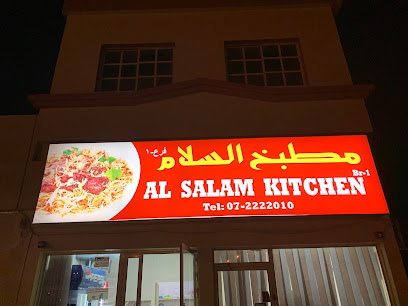 مطبخ السلام فرع-١
AL SALAM KITCHEN
Br-1
Tel: 07-2222010